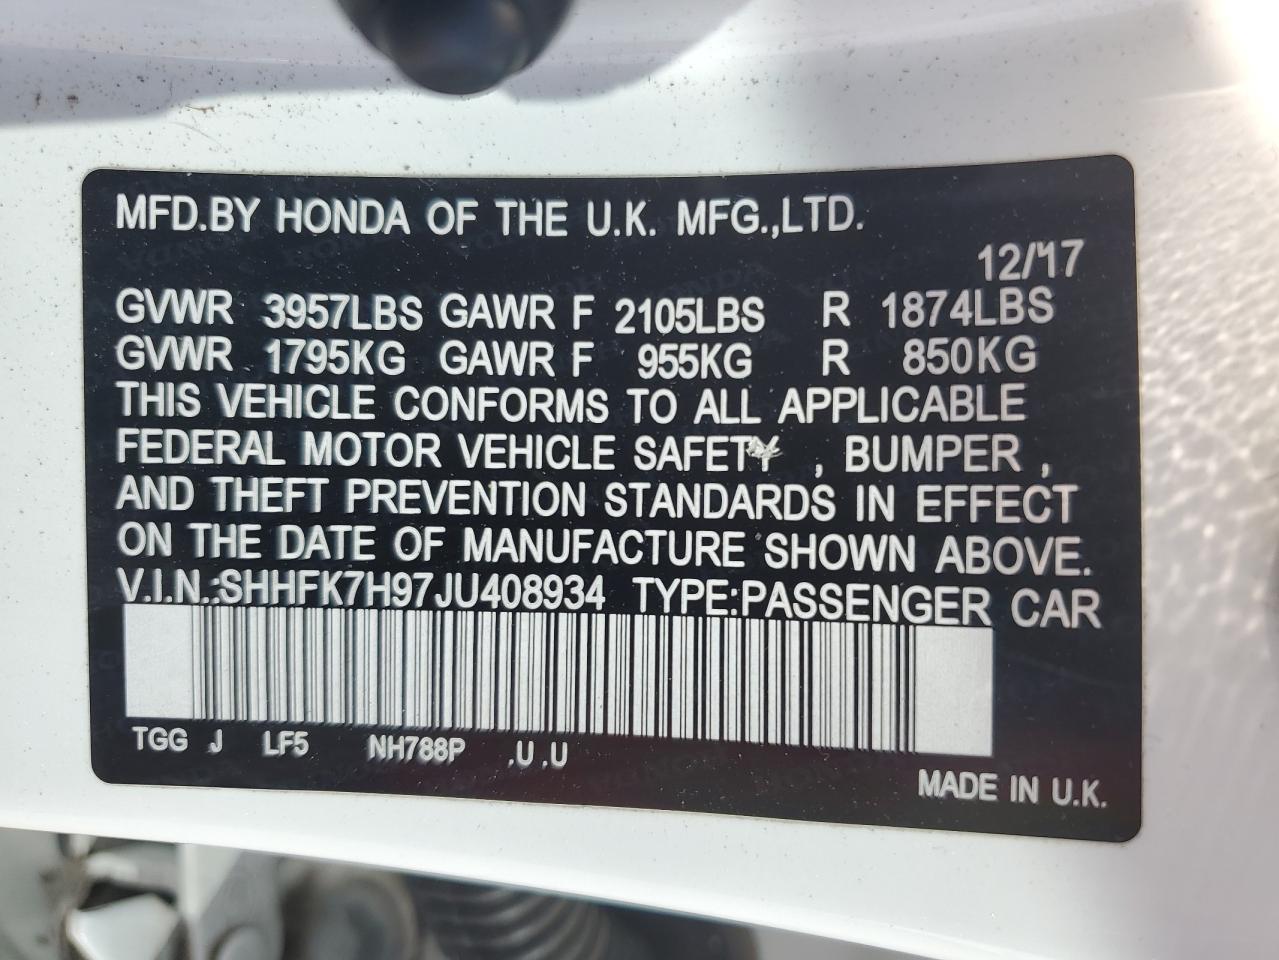 MFD.BY HONDA OF THE U.K. MFG.,LTD.
12/17
GVWR 3957LBS GAWR F 2105LBS R 1874LBS
GVWR 1795KG GAWR F 955KG R 850KG
THIS VEHICLE CONFORMS TO ALL APPLICABLE
FEDERAL MOTOR VEHICLE SAFETY , BUMPER ,
AND THEFT PREVENTION STANDARDS IN EFFECT
ON THE DATE OF MANUFACTURE SHOWN ABOVE.
V.I.N.:SHHFK7H97JU408934 TYPE:PASSENGER CAR
TGG J LF5 NH788P .U .U
MADE IN U.K.